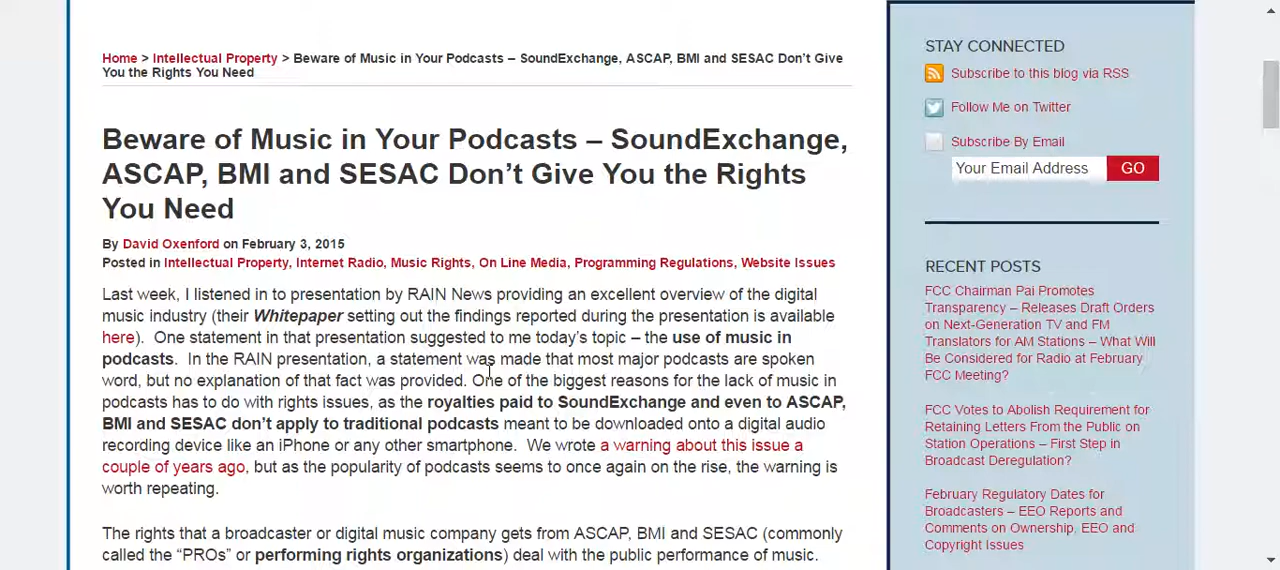 Home > Intellectual Property > Beware of Music in Your Podcasts – SoundExchange, ASCAP, BMI and SESAC Don't Give
You the Rights You Need
Beware of Music in Your Podcasts – SoundExchange,
ASCAP, BMI and SESAC Don't Give You the Rights
You Need
By David Oxenford on February 3, 2015
Posted in Intellectual Property, Internet Radio, Music Rights, On Line Media, Programming Regulations, Website Issues
Last week, I listened in to presentation by RAIN News providing an excellent overview of the digital
music industry (their Whitepaper setting out the findings reported during the presentation is available
here).  One statement in that presentation suggested to me today's topic – the use of music in
podcasts.  In the RAIN presentation, a statement was made that most major podcasts are spoken
word, but no explanation of that fact was provided. One of the biggest reasons for the lack of music in
podcasts has to do with rights issues, as the royalties paid to SoundExchange and even to ASCAP,
BMI and SESAC don't apply to traditional podcasts meant to be downloaded onto a digital audio
recording device like an iPhone or any other smartphone.  We wrote a warning about this issue a
couple of years ago, but as the popularity of podcasts seems to once again on the rise, the warning is
worth repeating.
The rights that a broadcaster or digital music company gets from ASCAP, BMI and SESAC (commonly
called the "PROs" or performing rights organizations) deal with the public performance of music.
STAY CONNECTED
Subscribe to this blog via RSS
Follow Me on Twitter
Subscribe By Email
Your Email Address GO
RECENT POSTS
FCC Chairman Pai Promotes
Transparency – Releases Draft Orders
on Next-Generation TV and FM
Translators for AM Stations – What Will
Be Considered for Radio at February
FCC Meeting?
FCC Votes to Abolish Requirement for
Retaining Letters From the Public on
Station Operations – First Step in
Broadcast Deregulation?
February Regulatory Dates for
Broadcasters – EEO Reports and
Comments on Ownership, EEO and
Copyright Issues